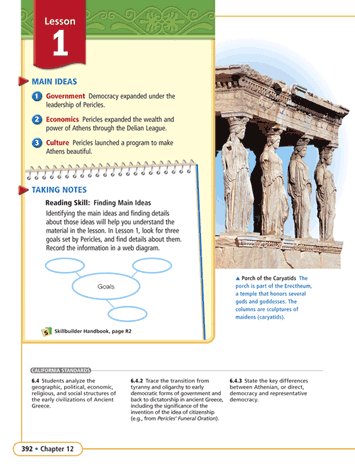 Lesson
1
MAIN IDEAS
1 Government Democracy expanded under the
leadership of Pericles.
2 Economics Pericles expanded the wealth and
power of Athens through the Delian League.
3 Culture Pericles launched a program to make
Athens beautiful.
TAKING NOTES
Reading Skill: Finding Main Ideas
Identifying the main ideas and finding details
about those ideas will help you understand the
material in the lesson. In Lesson 1, look for three
goals set by Pericles, and find details about them.
Record the information in a web diagram.
Goals
S Skillbuilder Handbook, page R2
▲ Porch of the Caryatids The
porch is part of the Erectheum,
a temple that honors several
gods and goddesses. The
columns are sculptures of
maidens (caryatids).
CALIFORNIA STANDARDS
6.4 Students analyze the
geographic, political, economic,
religious, and social structures of
the early civilizations of Ancient
Greece.
6.4.2 Trace the transition from
tyranny and oligarchy to early
democratic forms of government and
back to dictatorship in ancient Greece,
including the significance of the
invention of the idea of citizenship
(e.g., from Pericles' Funeral Oration).
6.4.3 State the key differences
between Athenian, or direct,
democracy and representative
democracy.
392 • Chapter 12